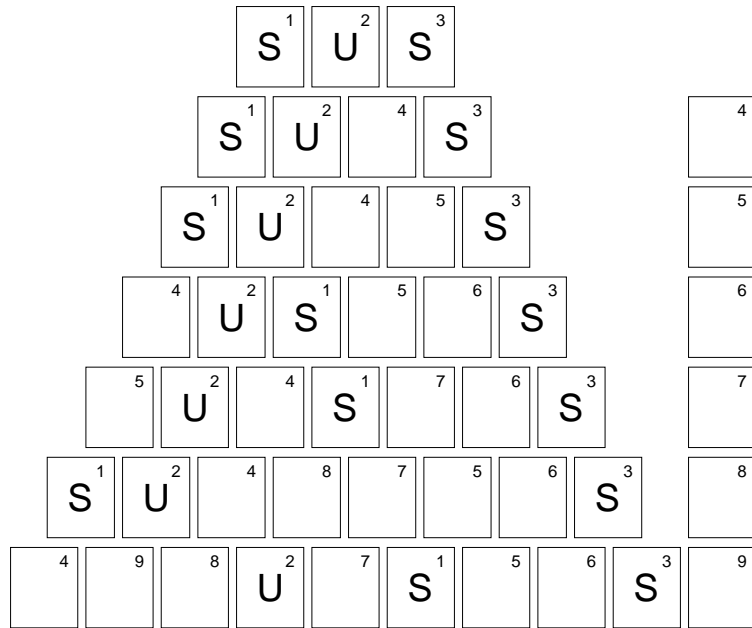 S 1 U 2 S 3
S 1 U 2 4 S 3 4
S 1 U 2 4 5 S 3 5
4 U 2 S 1 5 6 S 3 6
5 U 2 4 S 1 7 6 S 3 7
S 1 U 2 4 8 7 5 6 S 3 8
4 9 8 U 2 7 S 1 5 6 S 3 9